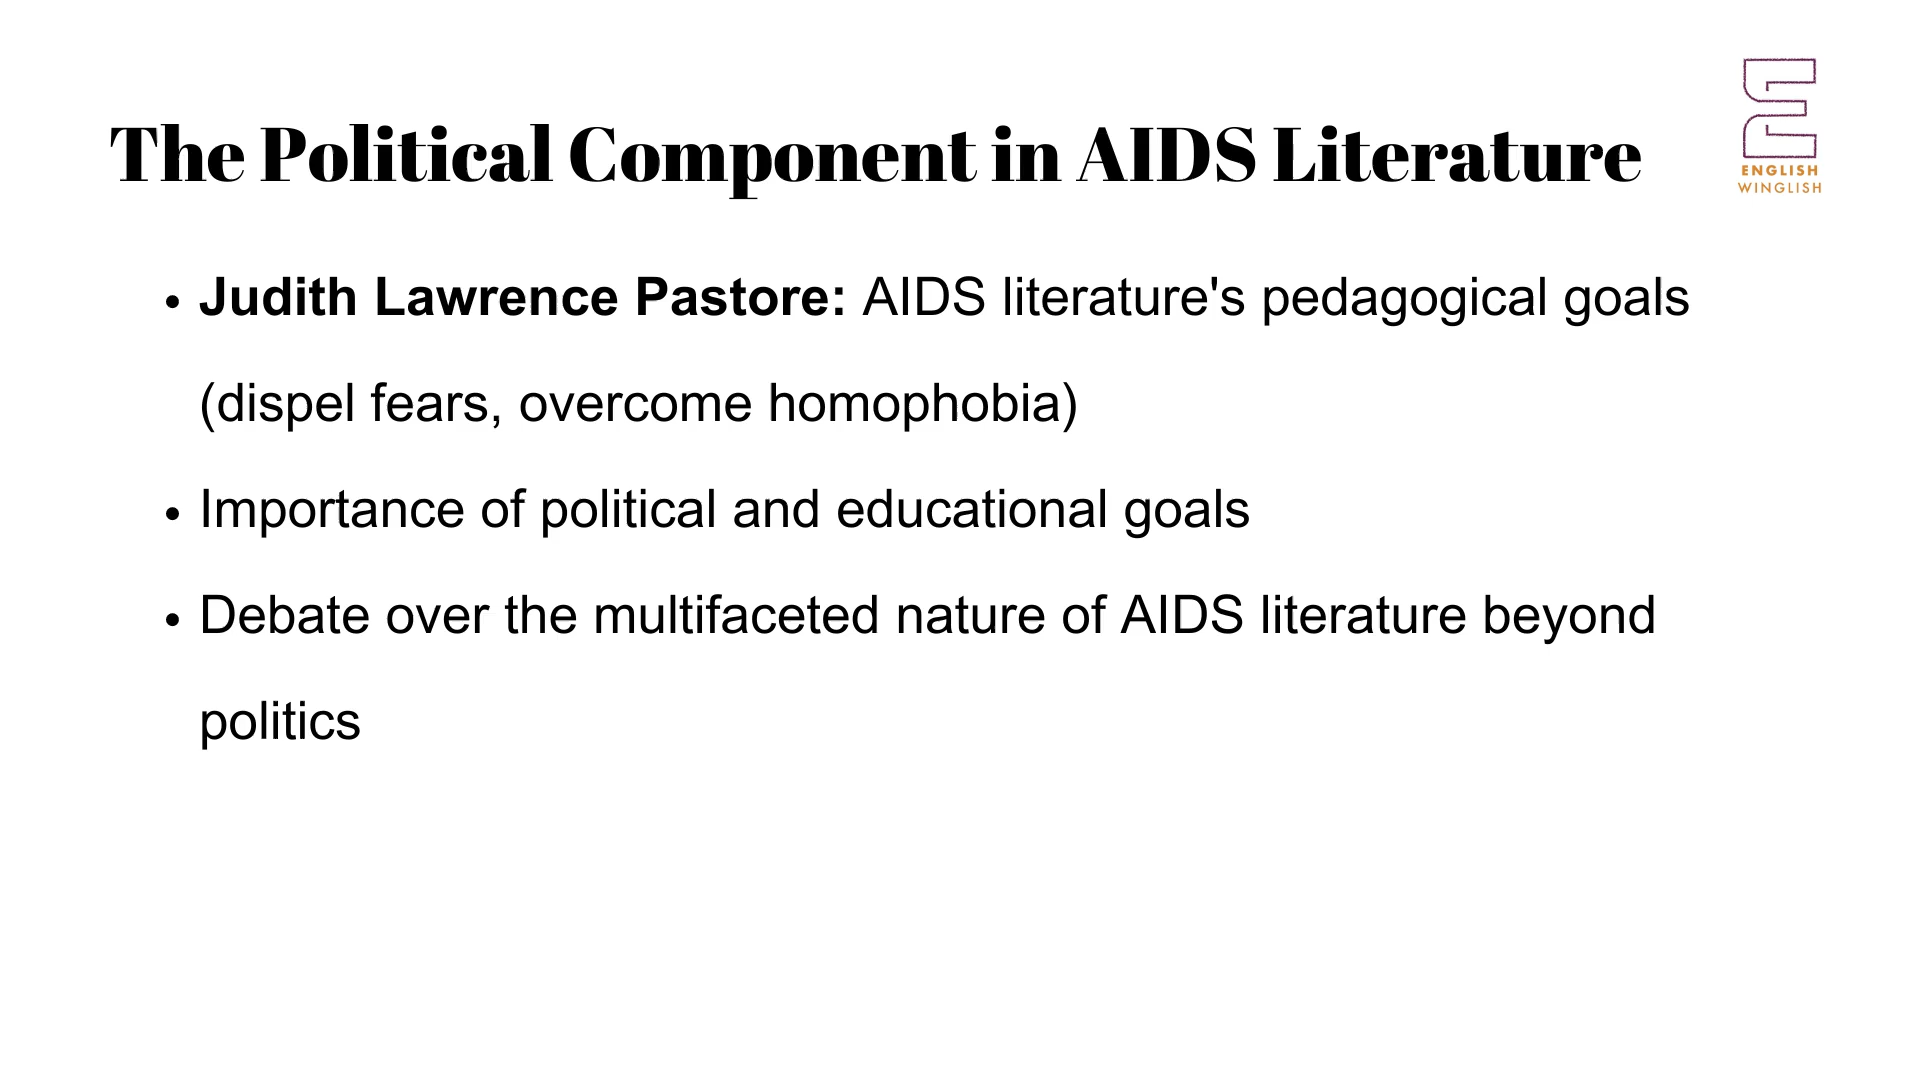 The Political Component in AIDS Literature
ENGLISH
WINGLISH
• Judith Lawrence Pastore: AIDS literature's pedagogical goals
(dispel fears, overcome homophobia)
• Importance of political and educational goals
• Debate over the multifaceted nature of AIDS literature beyond
politics